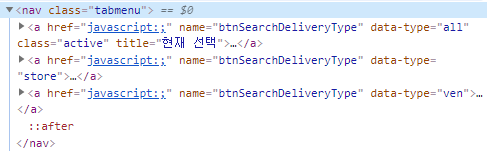 ▼<nav class="tabmenu"> == $0
▶<a href="javascript:;" name="btnSearchDeliveryType" data-type="all"
class="active" title="현재 선택">…</a>
▶<a href="javascript:;" name="btnSearchDeliveryType" data-type=
"store">…</a>
▶<a href="javascript:;" name="btnSearchDeliveryType" data-type="ven">…
</a>
::after
</nav>